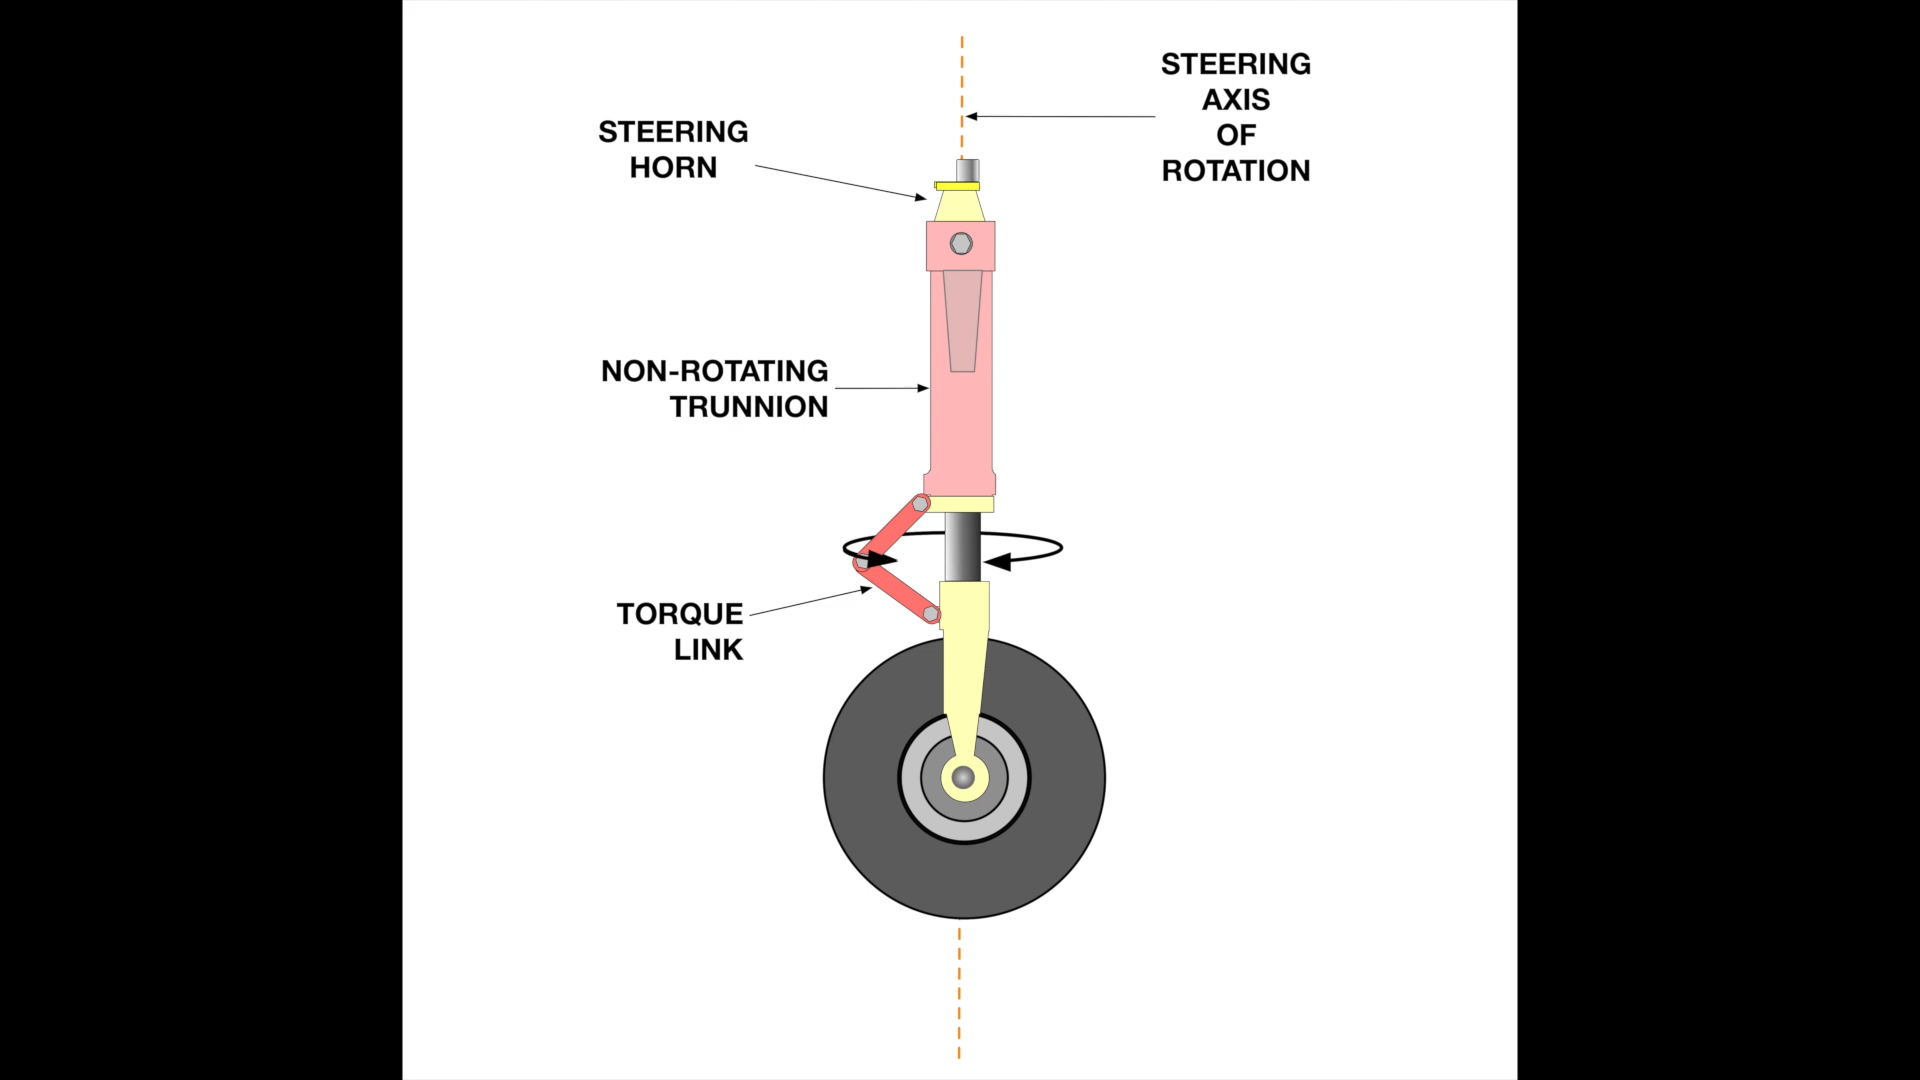 STEERING
AXIS
OF
ROTATION
STEERING
HORN
NON-ROTATING
TRUNNION
TORQUE
LINK